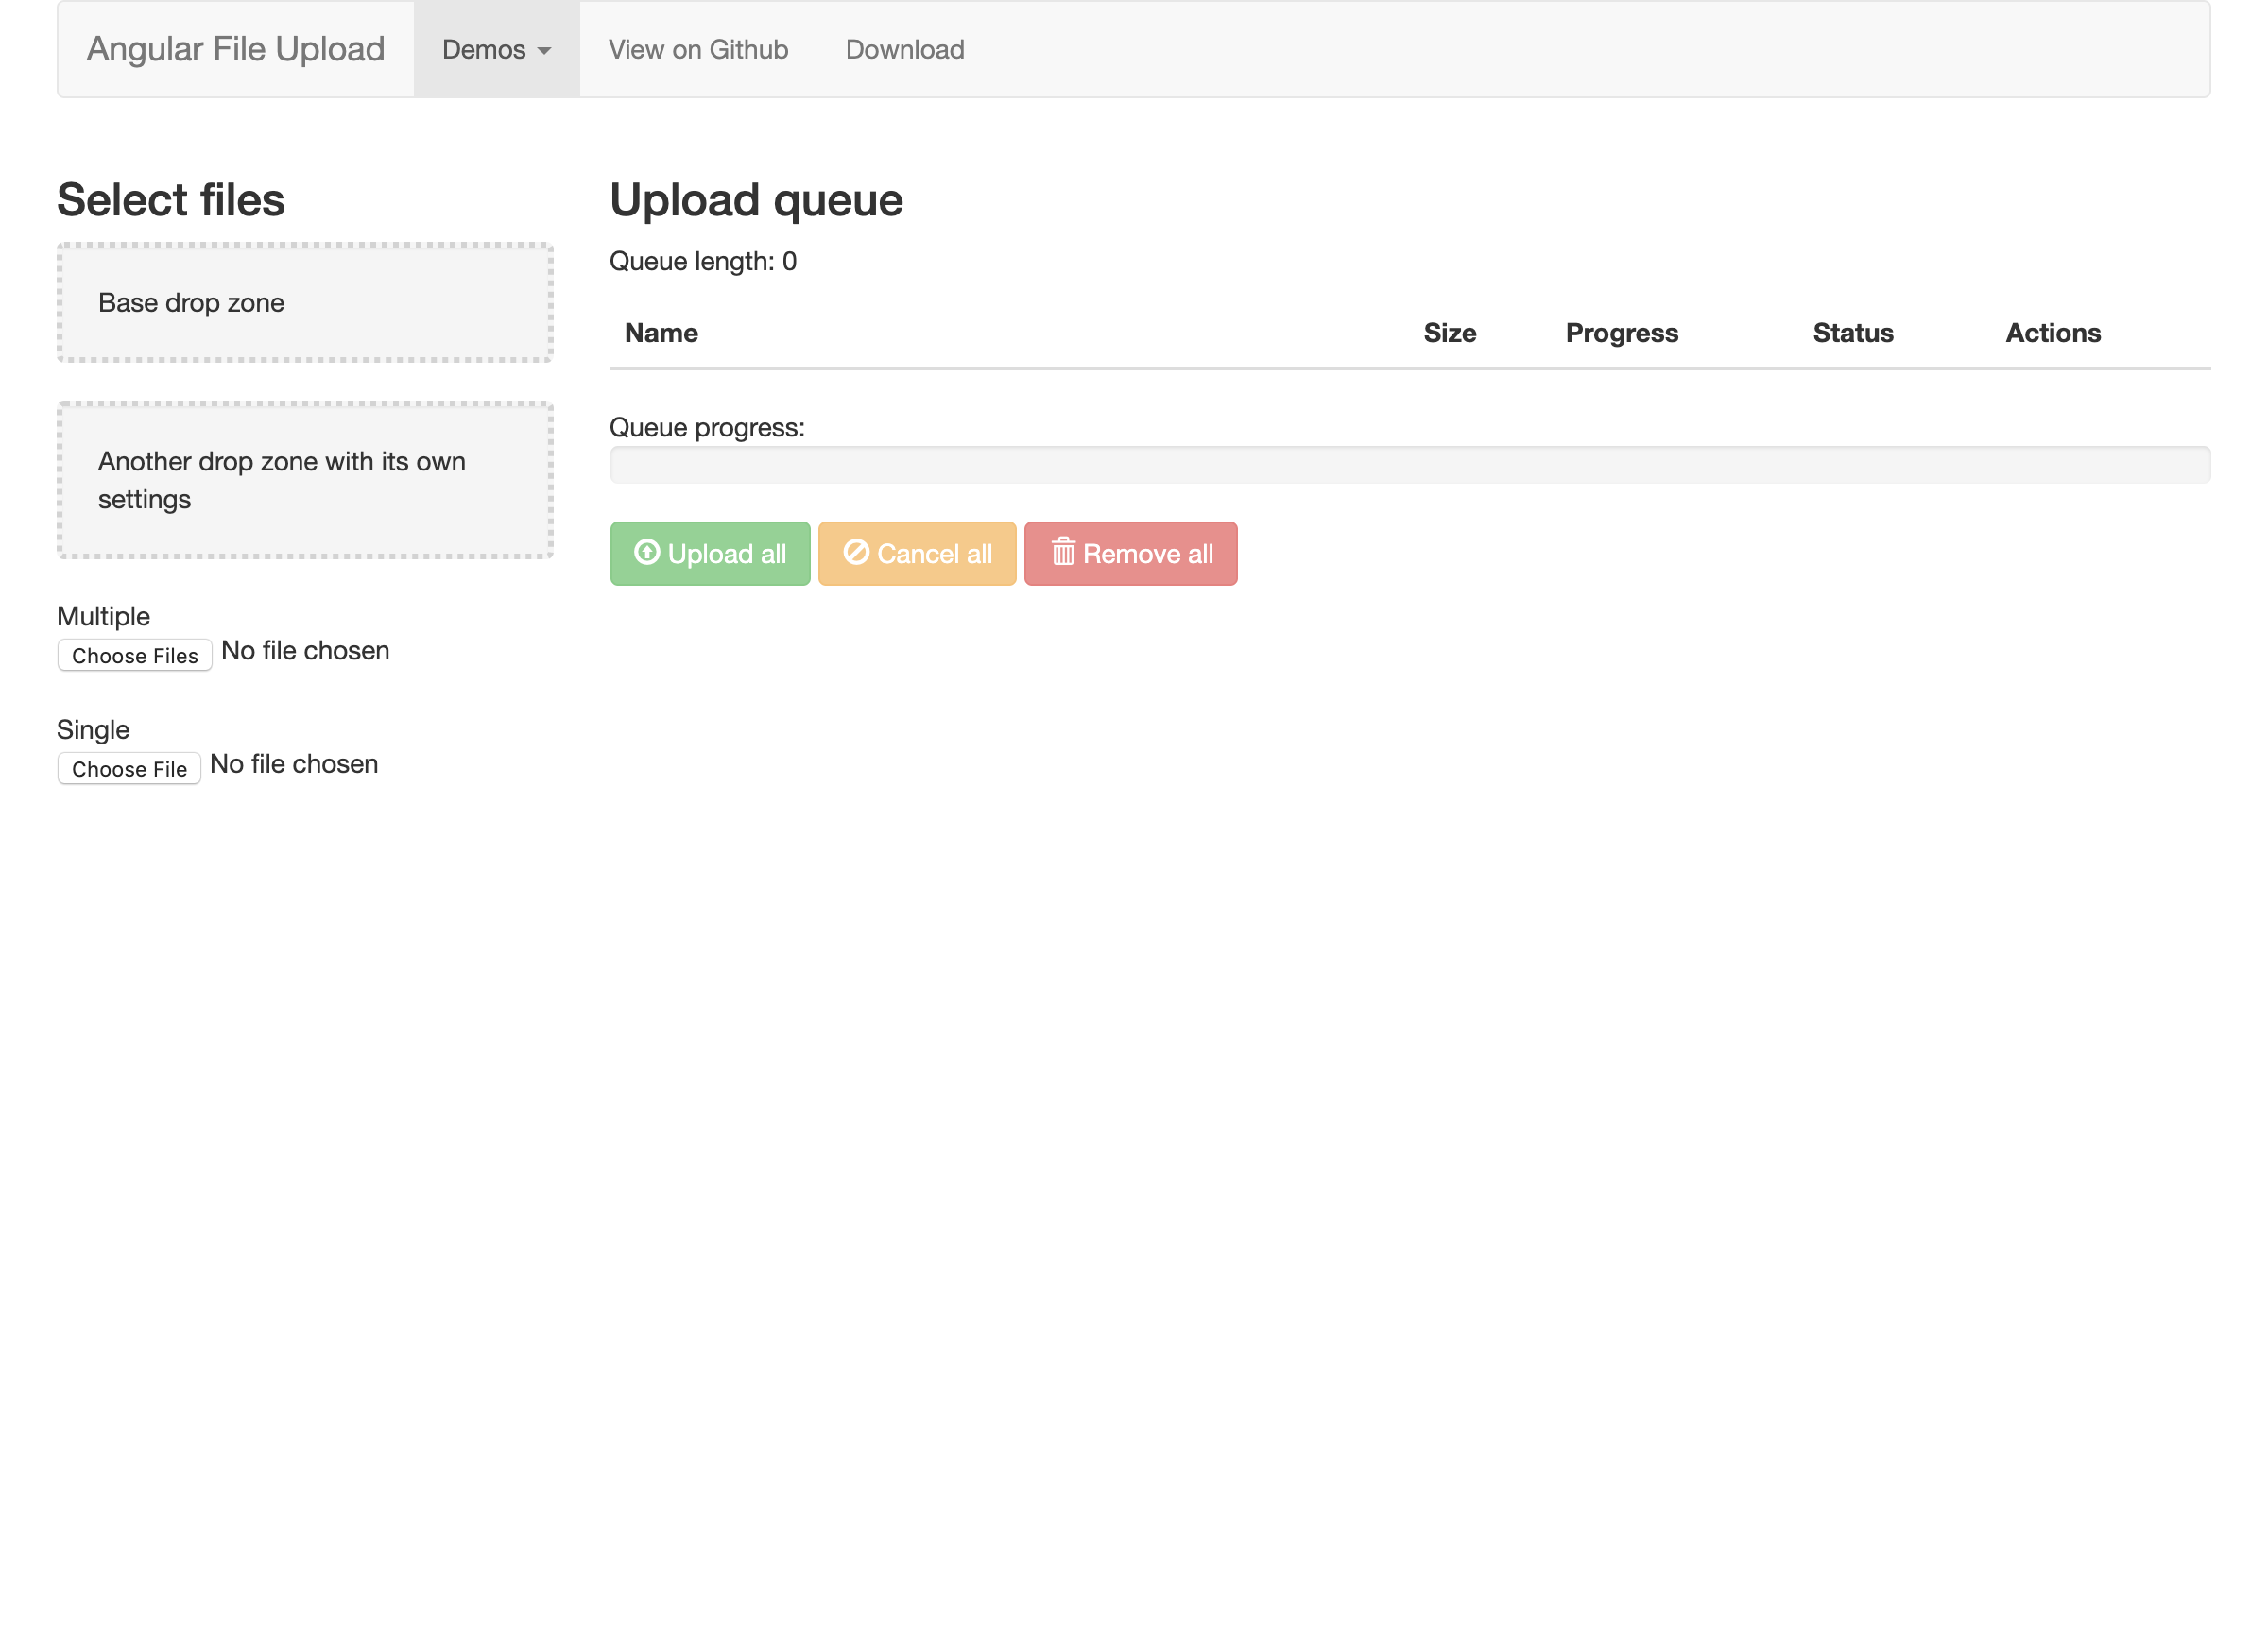 Angular File Upload Demos View on Github Download
Select files
Base drop zone
Another drop zone with its own
settings
Multiple
Choose Files No file chosen
Single
Choose File No file chosen
Upload queue
Queue length: 0
Name Size Progress Status Actions
Queue progress:
Upload all Cancel all Remove all